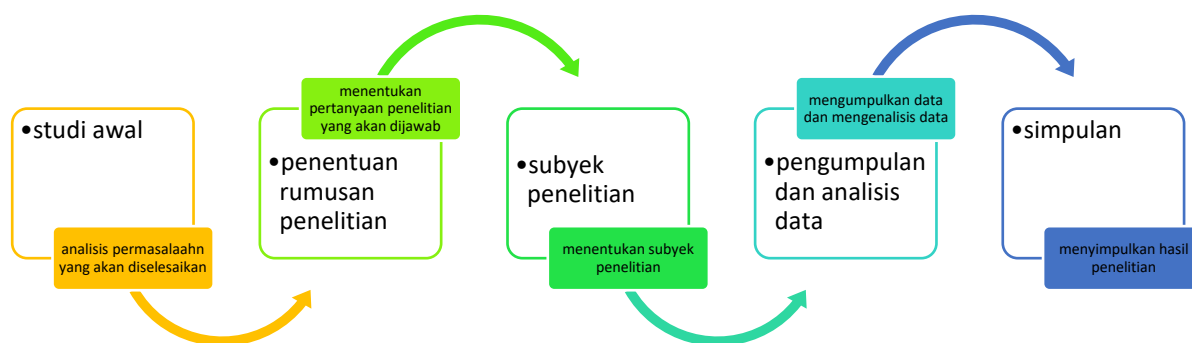 •studi awal
analisis permasalaahn
yang akan diselesaikan
menentukan
pertanyaan penelitian
yang akan dijawab
•penentuan
rumusan
penelitian
•subyek
penelitian
menentukan subyek
penelitian
mengumpulkan data
dan mengenalisis data
•pengumpulan
dan analisis
data
•simpulan
menyimpulkan hasil
penelitian